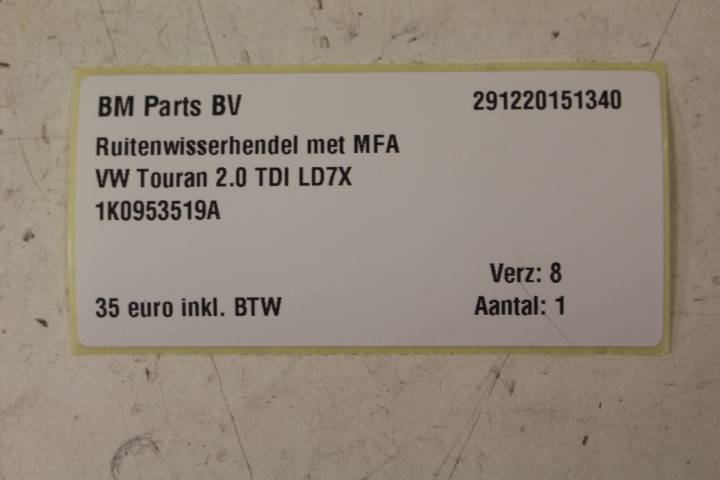 BM Parts BV 291220151340
Ruitenwisserhendel met MFA
VW Touran 2.0 TDI LD7X
1K0953519A
Verz: 8
35 euro inkl. BTW Aantal: 1